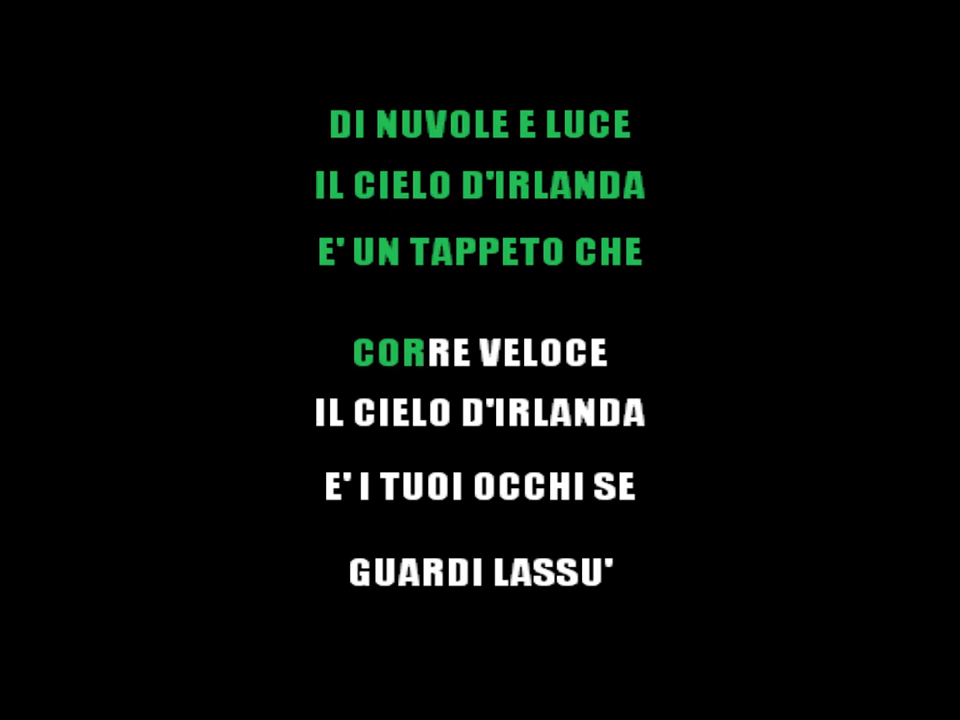 DI NUVOLE E LUCE
IL CIELO D'IRLANDA
E' UN TAPPETO CHE
CORRE VELOCE
IL CIELO D'IRLANDA
E' I TUOI OCCHI SE
GUARDI LASSU'